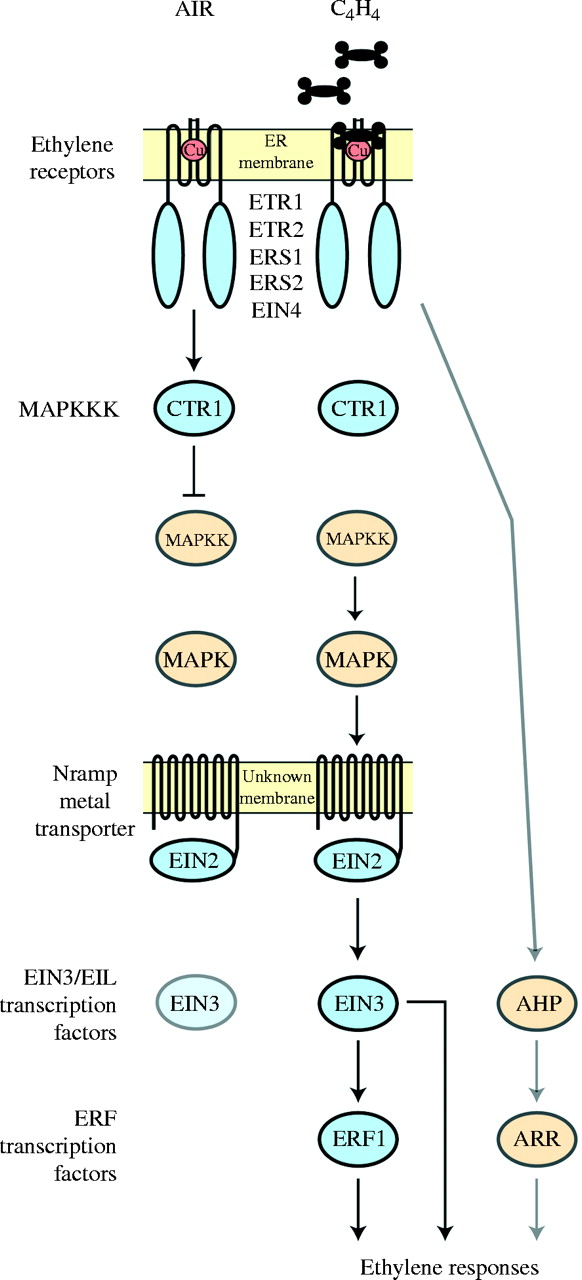 AIR
C4H4
Ethylene
receptors
Cu
ER
membrane
Cu
ETR1
ETR2
ERS1
ERS2
EIN4
MAPKKK
CTR1
CTR1
MAPKK
MAPKK
MAPK
MAPK
Nramp
metal
transporter
Unknown
membrane
EIN2
EIN2
EIN3/EIL
transcription
factors
EIN3
EIN3
AHP
ERF
transcription
factors
ERF1
ARR
Ethylene responses